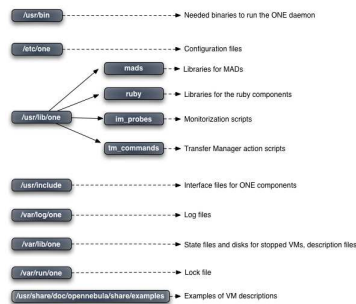 /usr/bin
Needed binaries to run the ONE daemon
/etc/one
Configuration files
mads
Libraries for MADs
ruby
Libraries for the ruby components
/usr/lib/one
im_probes
Monitorization scripts
tm_commands
Transfer Manager action scripts
/usr/include
Interface files for ONE components
/var/log/one
Log files
/var/lib/one
State files and disks for stopped VMs, description files
/var/run/one
Lock file
/usr/share/doc/opennebula/share/examples
Examples of VM descriptions